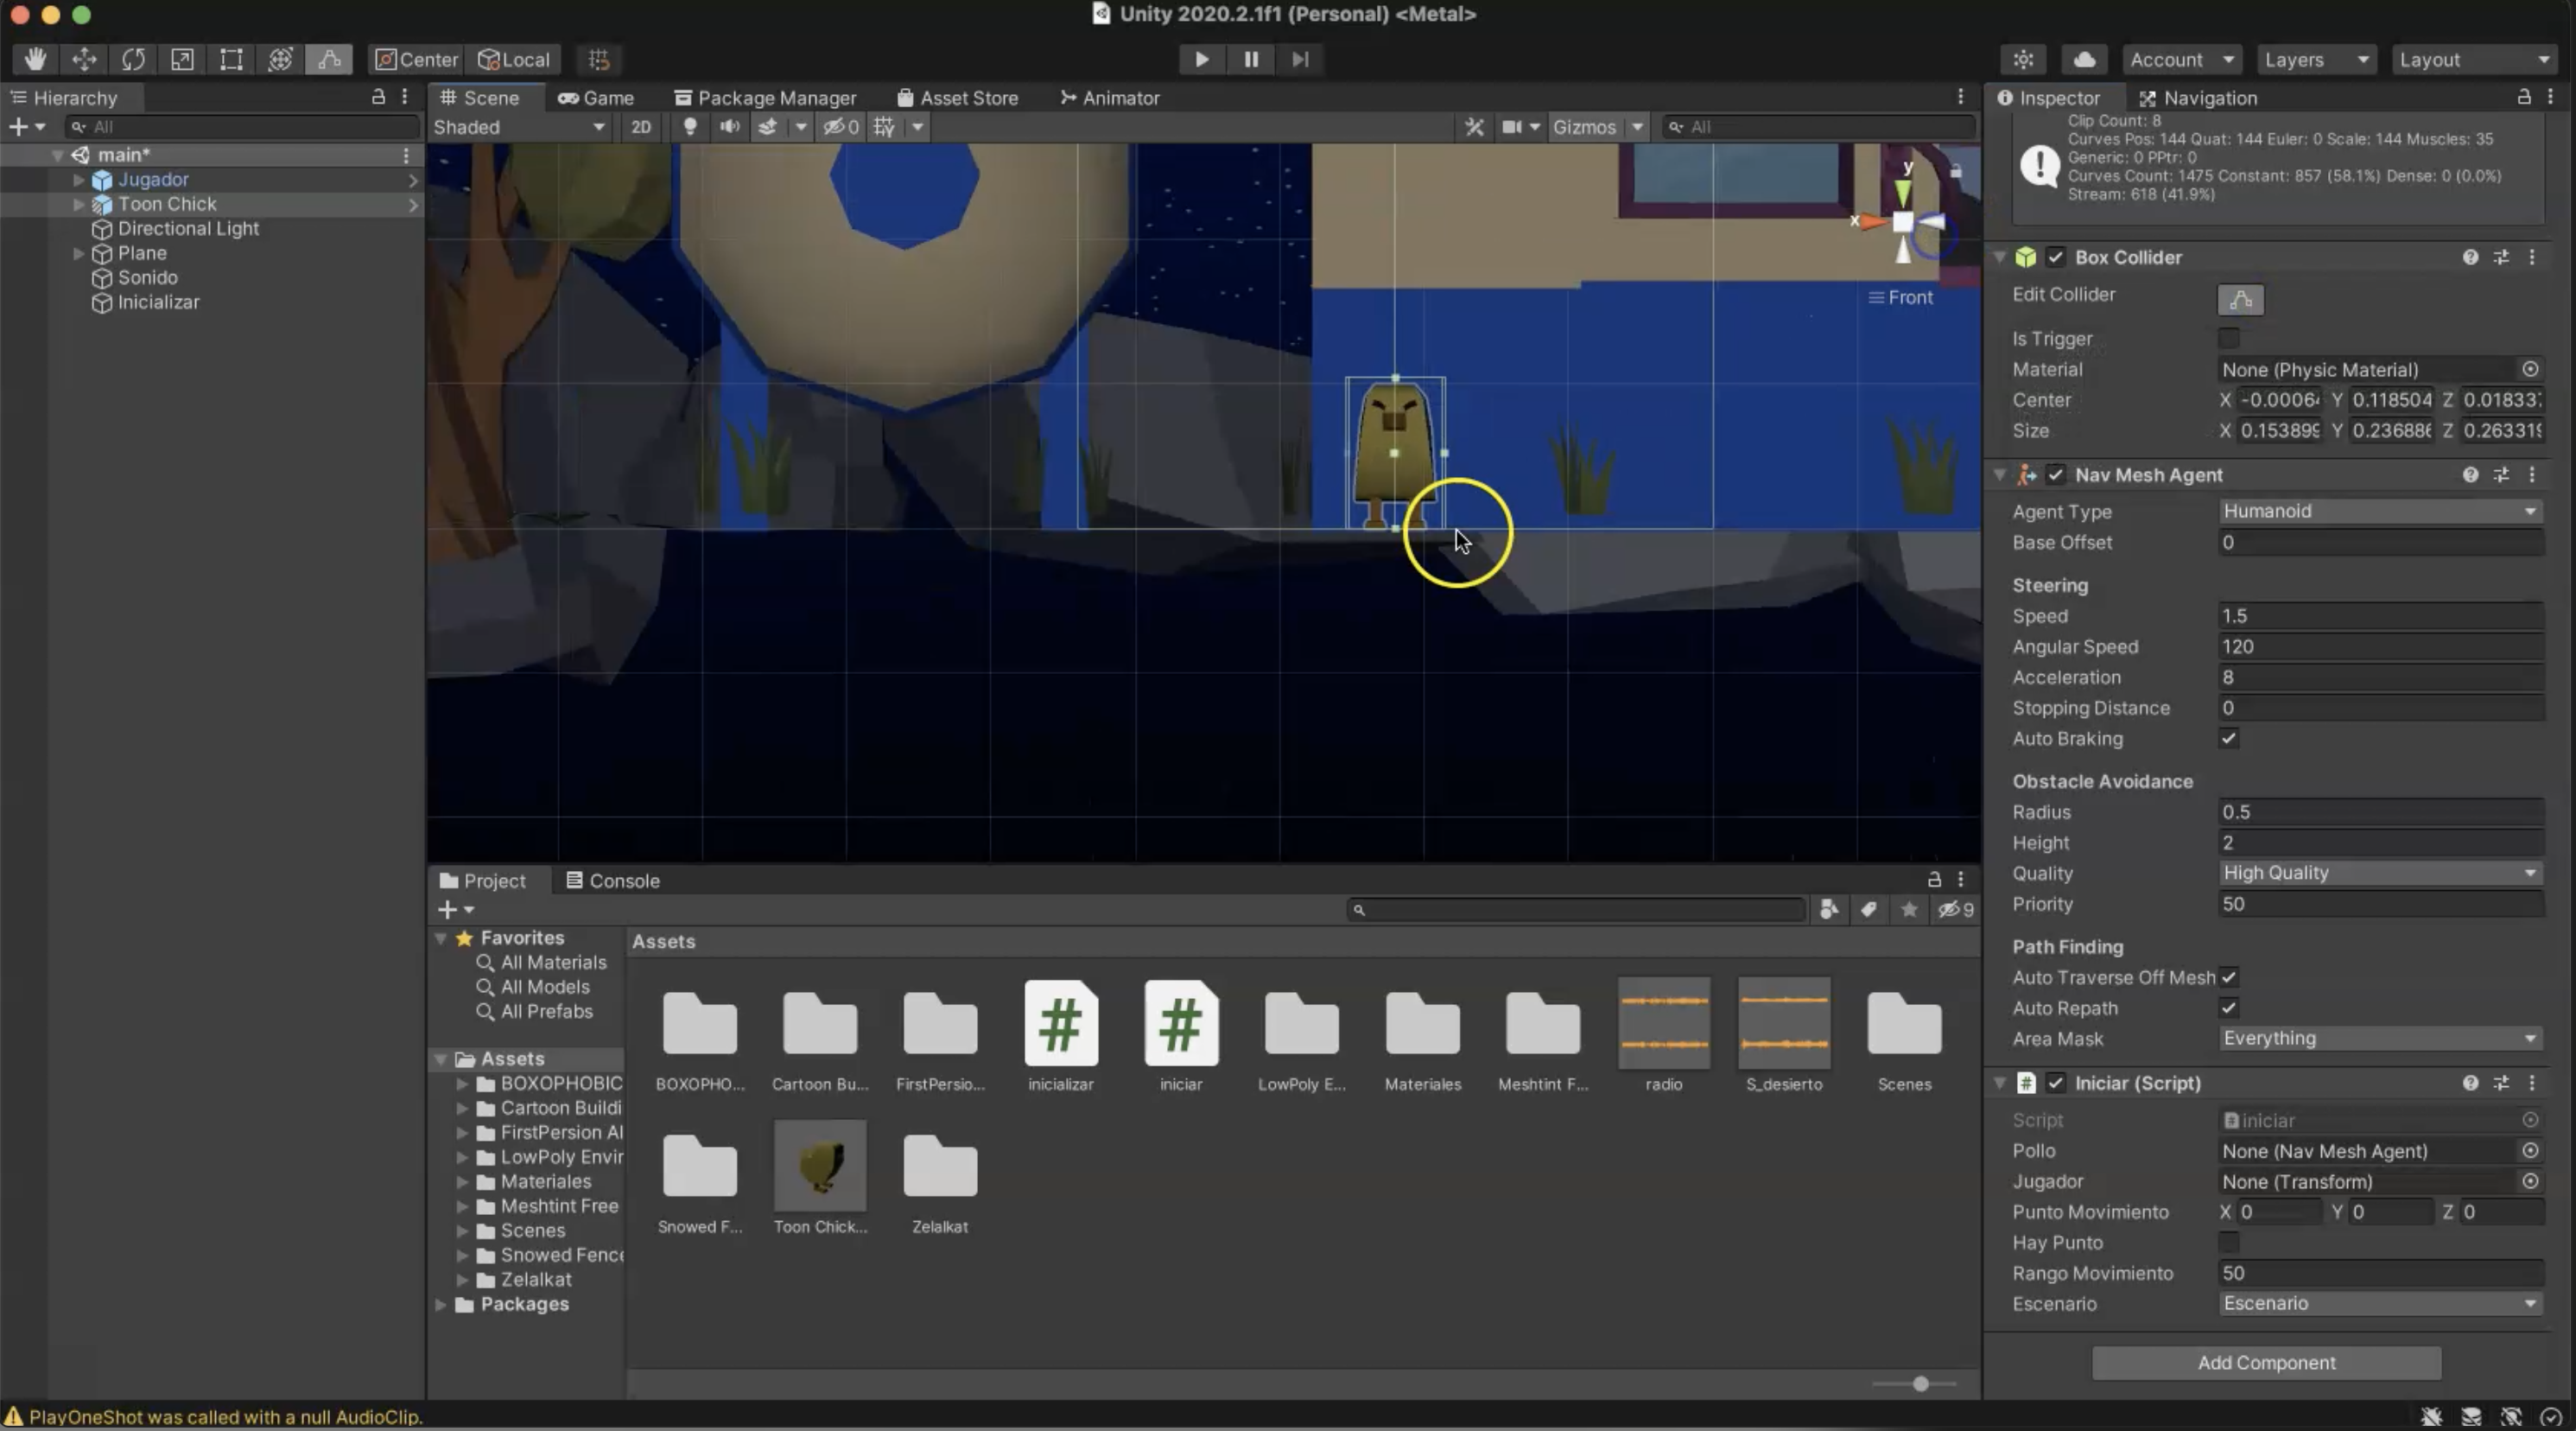 Unity 2020.2.1f1 (Personal) <Metal>
Center Local Account Layers Layout
Hierarchy
All
main*
Jugador
Toon Chick
Directional Light
Plane
Sonido
Inicializar
Scene Game Package Manager Asset Store Animator
Shaded 2D 0 Gizmos All
y
x
Front
Project Console
9
Favorites
All Materials
All Models
All Prefabs
Assets
BOXOPHOBIC
Cartoon Buildi
FirstPersion Al
LowPoly Envir
Materiales
Meshtint Free
Scenes
Snowed Fence
Zelalkat
Packages
Assets
BOXOPHO... Cartoon Bu... FirstPersio... inicializar iniciar LowPoly E... Materiales Meshtint F... radio S_desierto Scenes
Snowed F... Toon Chick... Zelalkat
Inspector Navigation
Clip Count: 8
Curves Pos: 144 Quat: 144 Euler: 0 Scale: 144 Muscles: 35
Generic: 0 PPtr: 0
Curves Count: 1475 Constant: 857 (58.1%) Dense: 0 (0.0%)
Stream: 618 (41.9%)
Box Collider
Edit Collider
Is Trigger
Material None (Physic Material)
Center X -0.0006 Y 0.118504 Z 0.01833
Size X 0.15389 Y 0.23688 Z 0.26331
Nav Mesh Agent
Agent Type Humanoid
Base Offset 0
Steering
Speed 1.5
Angular Speed 120
Acceleration 8
Stopping Distance 0
Auto Braking
Obstacle Avoidance
Radius 0.5
Height 2
Quality High Quality
Priority 50
Path Finding
Auto Traverse Off Mesh
Auto Repath
Area Mask Everything
Iniciar (Script)
Script iniciar
Pollo None (Nav Mesh Agent)
Jugador None (Transform)
Punto Movimiento X 0 Y 0 Z 0
Hay Punto
Rango Movimiento 50
Escenario Escenario
Add Component
PlayOneShot was called with a null AudioClip.